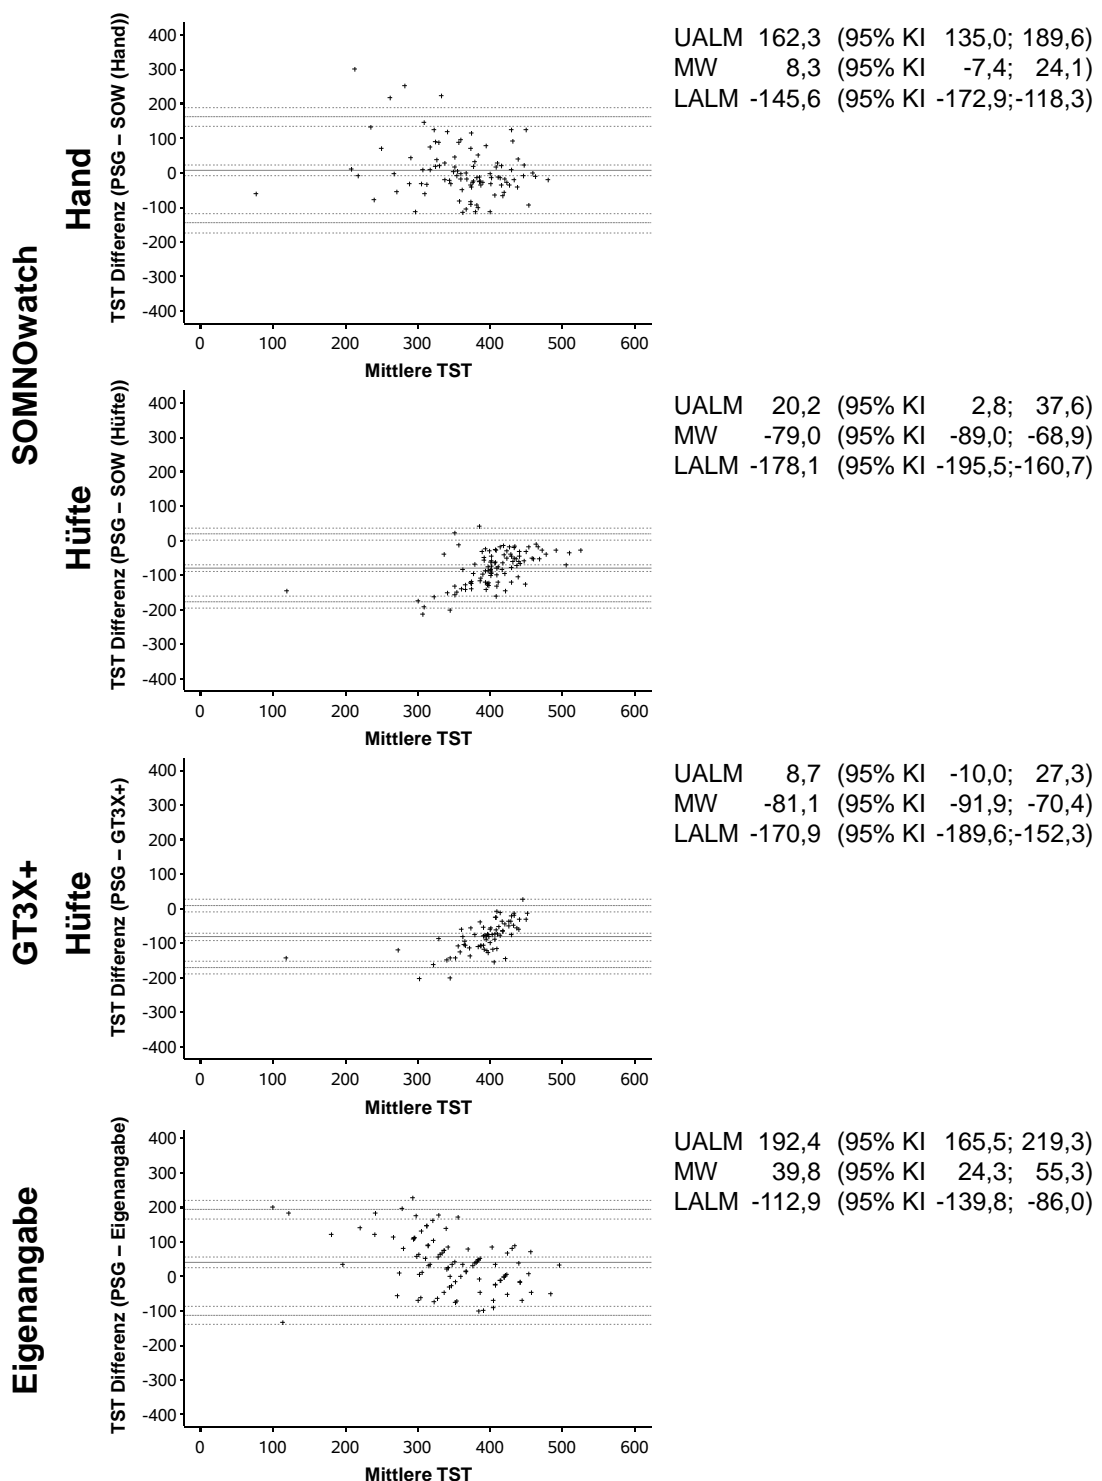 SOMNOwatch
Hand
TST Differenz (PSG – SOW (Hand))
400
300
200
100
0
-100
-200
-300
-400
0 100 200 300 400 500 600
Mittlere TST
UALM 162,3 (95% KI 135,0; 189,6)
MW 8,3 (95% KI -7,4; 24,1)
LALM -145,6 (95% KI -172,9;-118,3)
Hüfte
TST Differenz (PSG – SOW (Hüfte))
400
300
200
100
0
-100
-200
-300
-400
0 100 200 300 400 500 600
Mittlere TST
UALM 20,2 (95% KI 2,8; 37,6)
MW -79,0 (95% KI -89,0; -68,9)
LALM -178,1 (95% KI -195,5;-160,7)
GT3X+
Hüfte
TST Differenz (PSG – GT3X+)
400
300
200
100
0
-100
-200
-300
-400
0 100 200 300 400 500 600
Mittlere TST
UALM 8,7 (95% KI -10,0; 27,3)
MW -81,1 (95% KI -91,9; -70,4)
LALM -170,9 (95% KI -189,6;-152,3)
Eigenangabe
TST Differenz (PSG – Eigenangabe)
400
300
200
100
0
-100
-200
-300
-400
0 100 200 300 400 500 600
Mittlere TST
UALM 192,4 (95% KI 165,5; 219,3)
MW 39,8 (95% KI 24,3; 55,3)
LALM -112,9 (95% KI -139,8; -86,0)